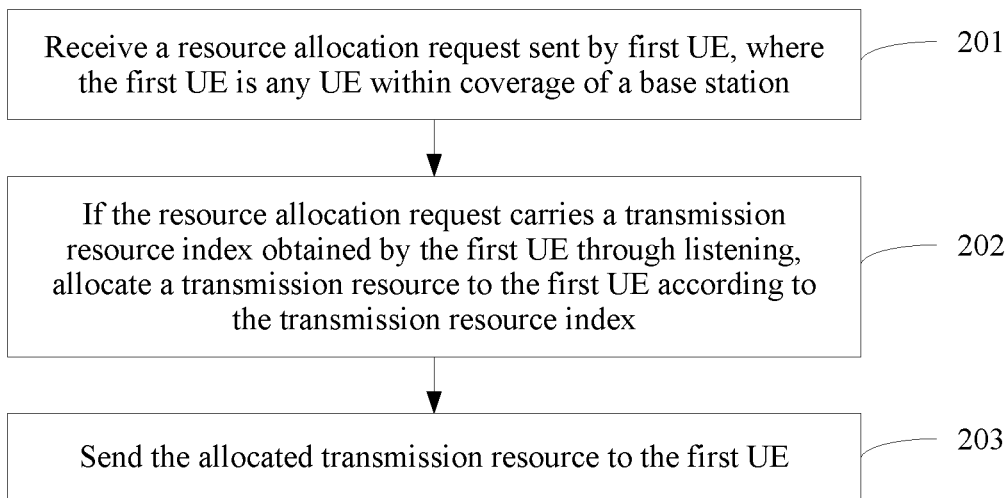 Receive a resource allocation request sent by first UE, where
the first UE is any UE within coverage of a base station
201
If the resource allocation request carries a transmission
resource index obtained by the first UE through listening,
allocate a transmission resource to the first UE according to
the transmission resource index
202
Send the allocated transmission resource to the first UE
203